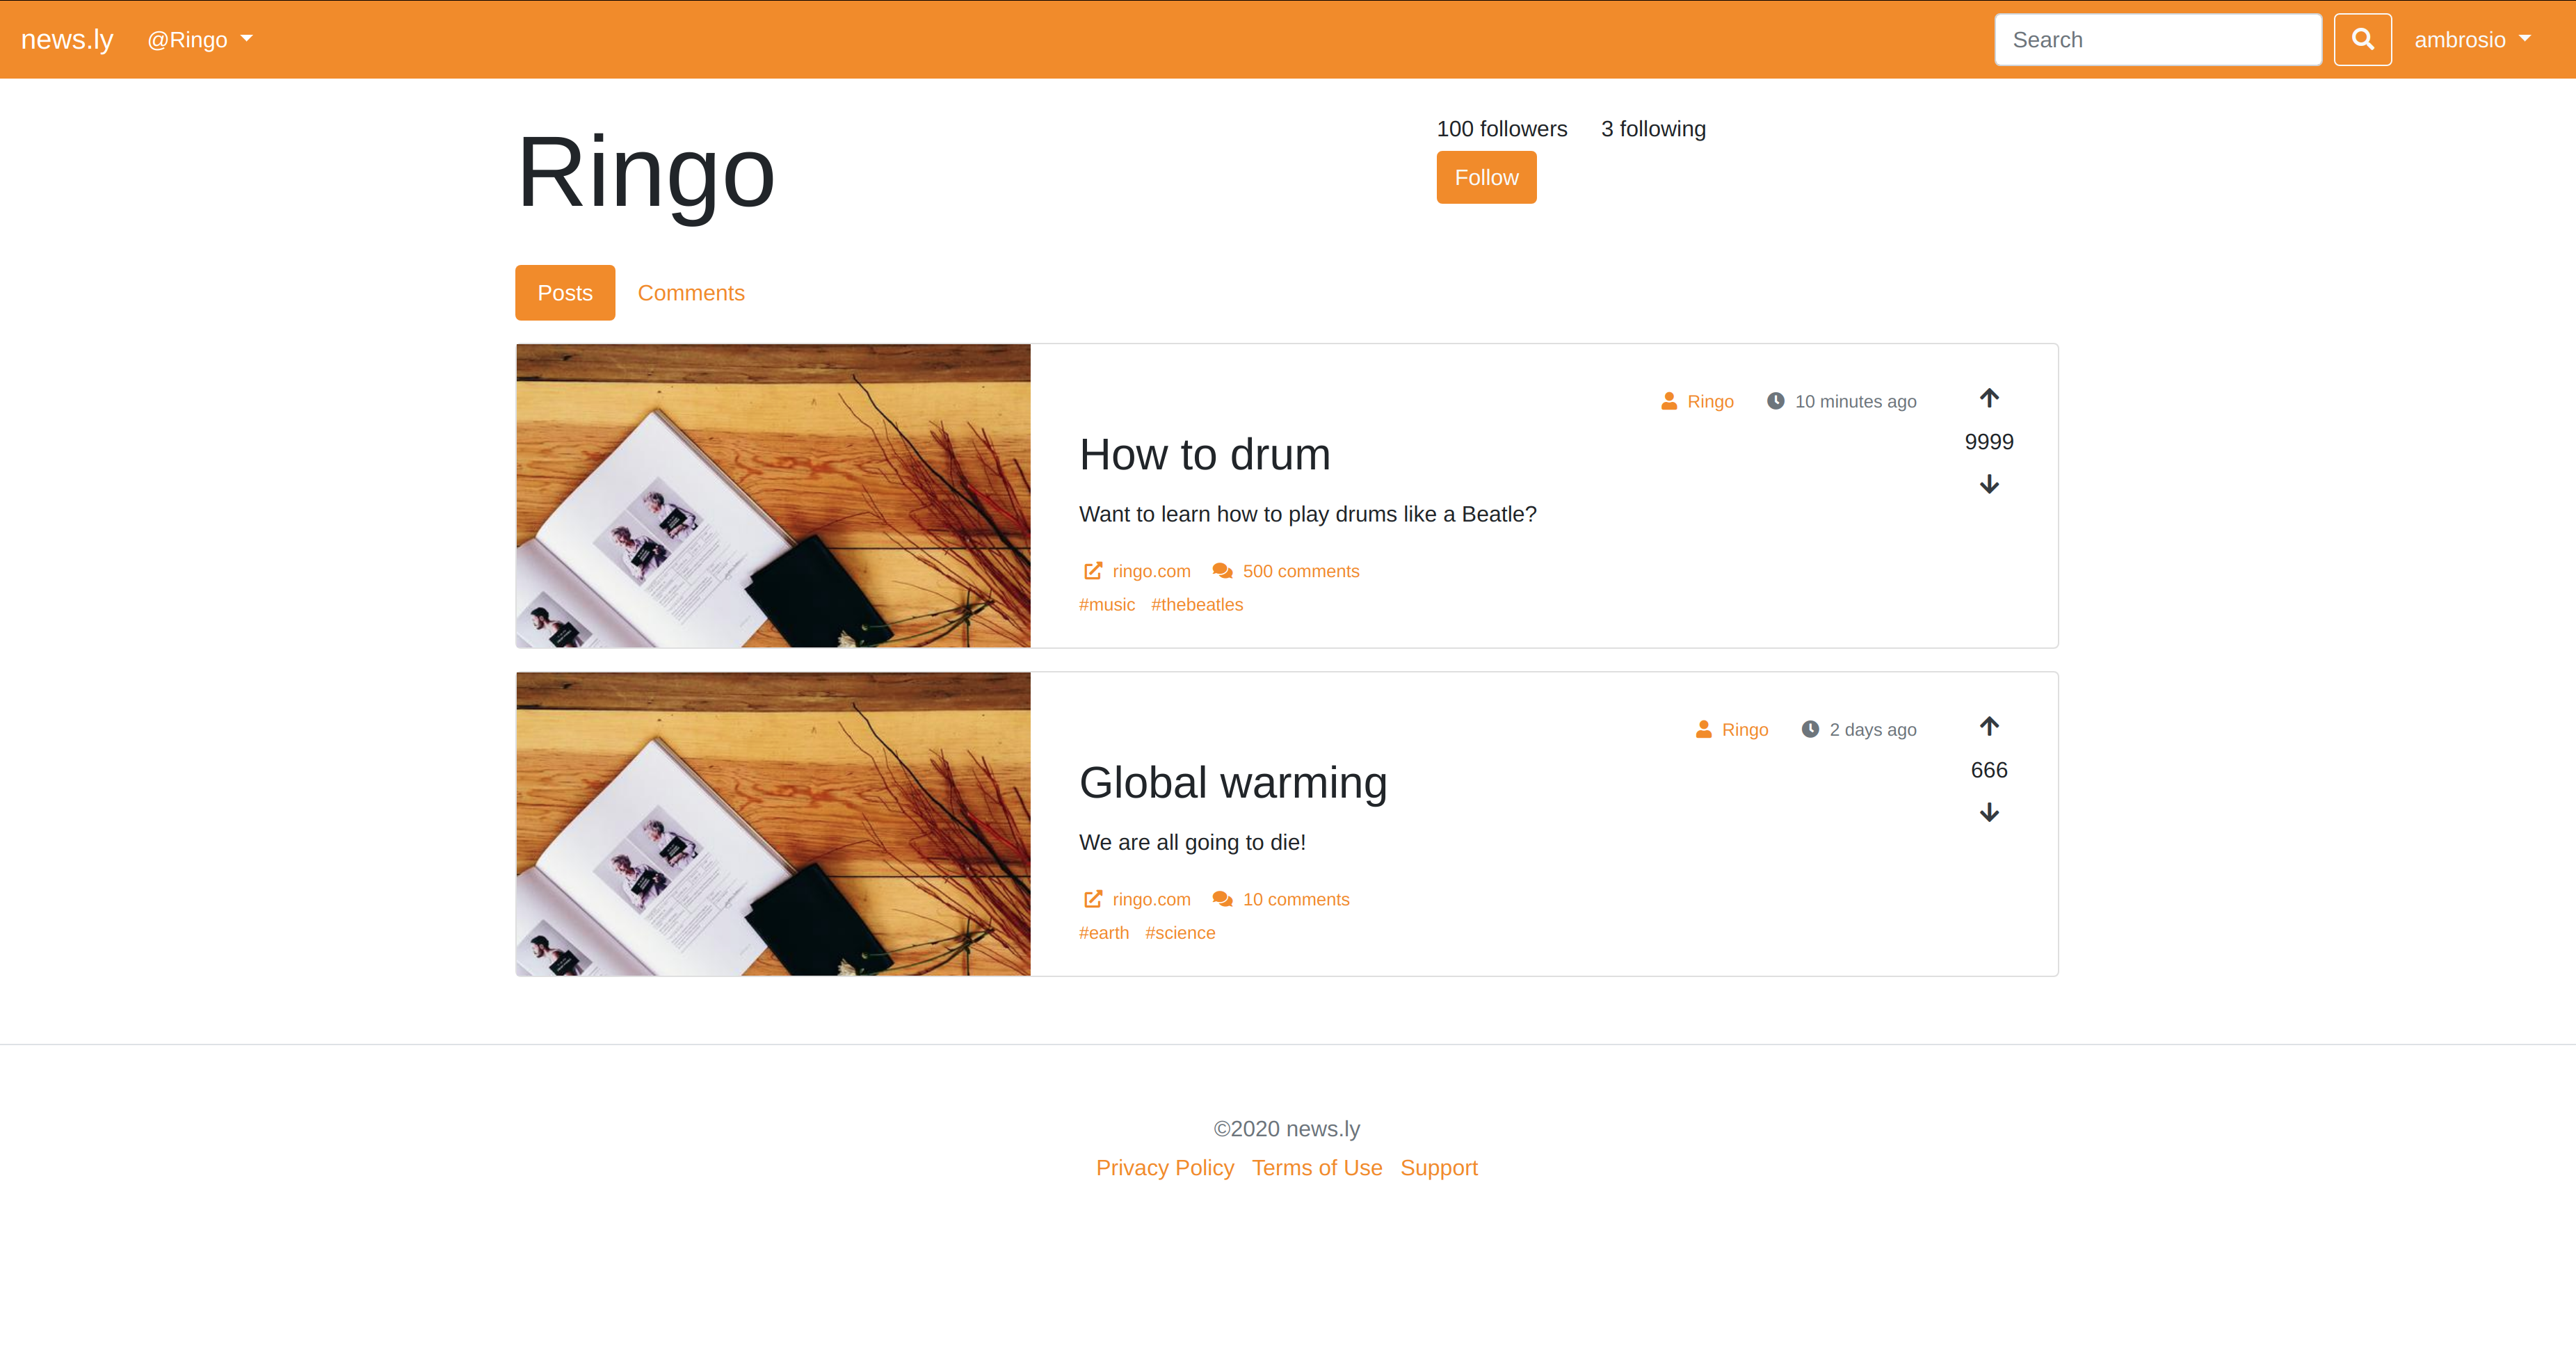 news.ly @Ringo Search ambrosio
Ringo
100 followers 3 following
Follow
Posts Comments
Ringo 10 minutes ago
9999
How to drum
Want to learn how to play drums like a Beatle?
ringo.com 500 comments
#music #thebeatles
Ringo 2 days ago
666
Global warming
We are all going to die!
ringo.com 10 comments
#earth #science
©2020 news.ly
Privacy Policy Terms of Use Support